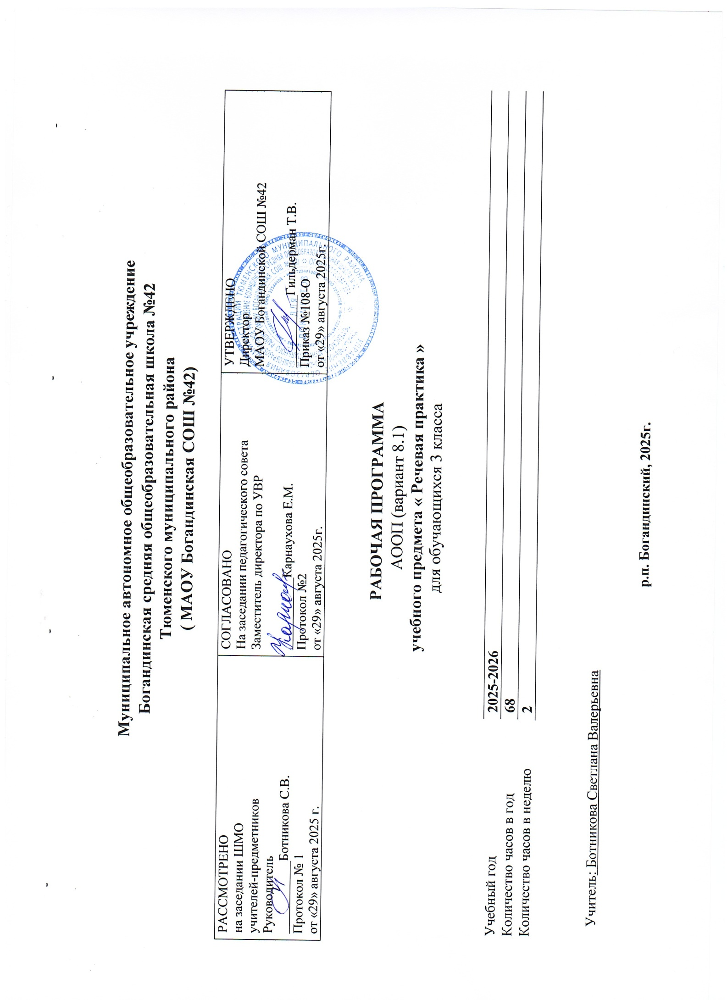 Муниципальное автономное общеобразовательное учреждение
Богандинская средняя общеобразовательная школа №42
Тюменского муниципального района
( МАОУ Богандинская СОШ №42)
РАССМОТРЕНО
на заседании ШМО
учителей-предметников
Руководитель
Ботникова С.В.
Протокол № 1
от «29» августа 2025 г.
СОГЛАСОВАНО
На заседании педагогического совета
Заместитель директора по УВР
Карнаухова Е.М.
Протокол №2
от «29» августа 2025г.
УТВЕРЖДЕНО
Директор
МАОУ Богандинской СОШ №42
Гильдерман Т.В.
Приказ №108-О
от «29» августа 2025г.
РАБОЧАЯ ПРОГРАММА
АООП (вариант 8.1)
учебного предмета « Речевая практика »
для обучающихся 3 класса
Учебный год 2025-2026
Количество часов в год 68
Количество часов в неделю 2
Учитель: Ботникова Светлана Валерьевна
р.п. Богандинский, 2025г.